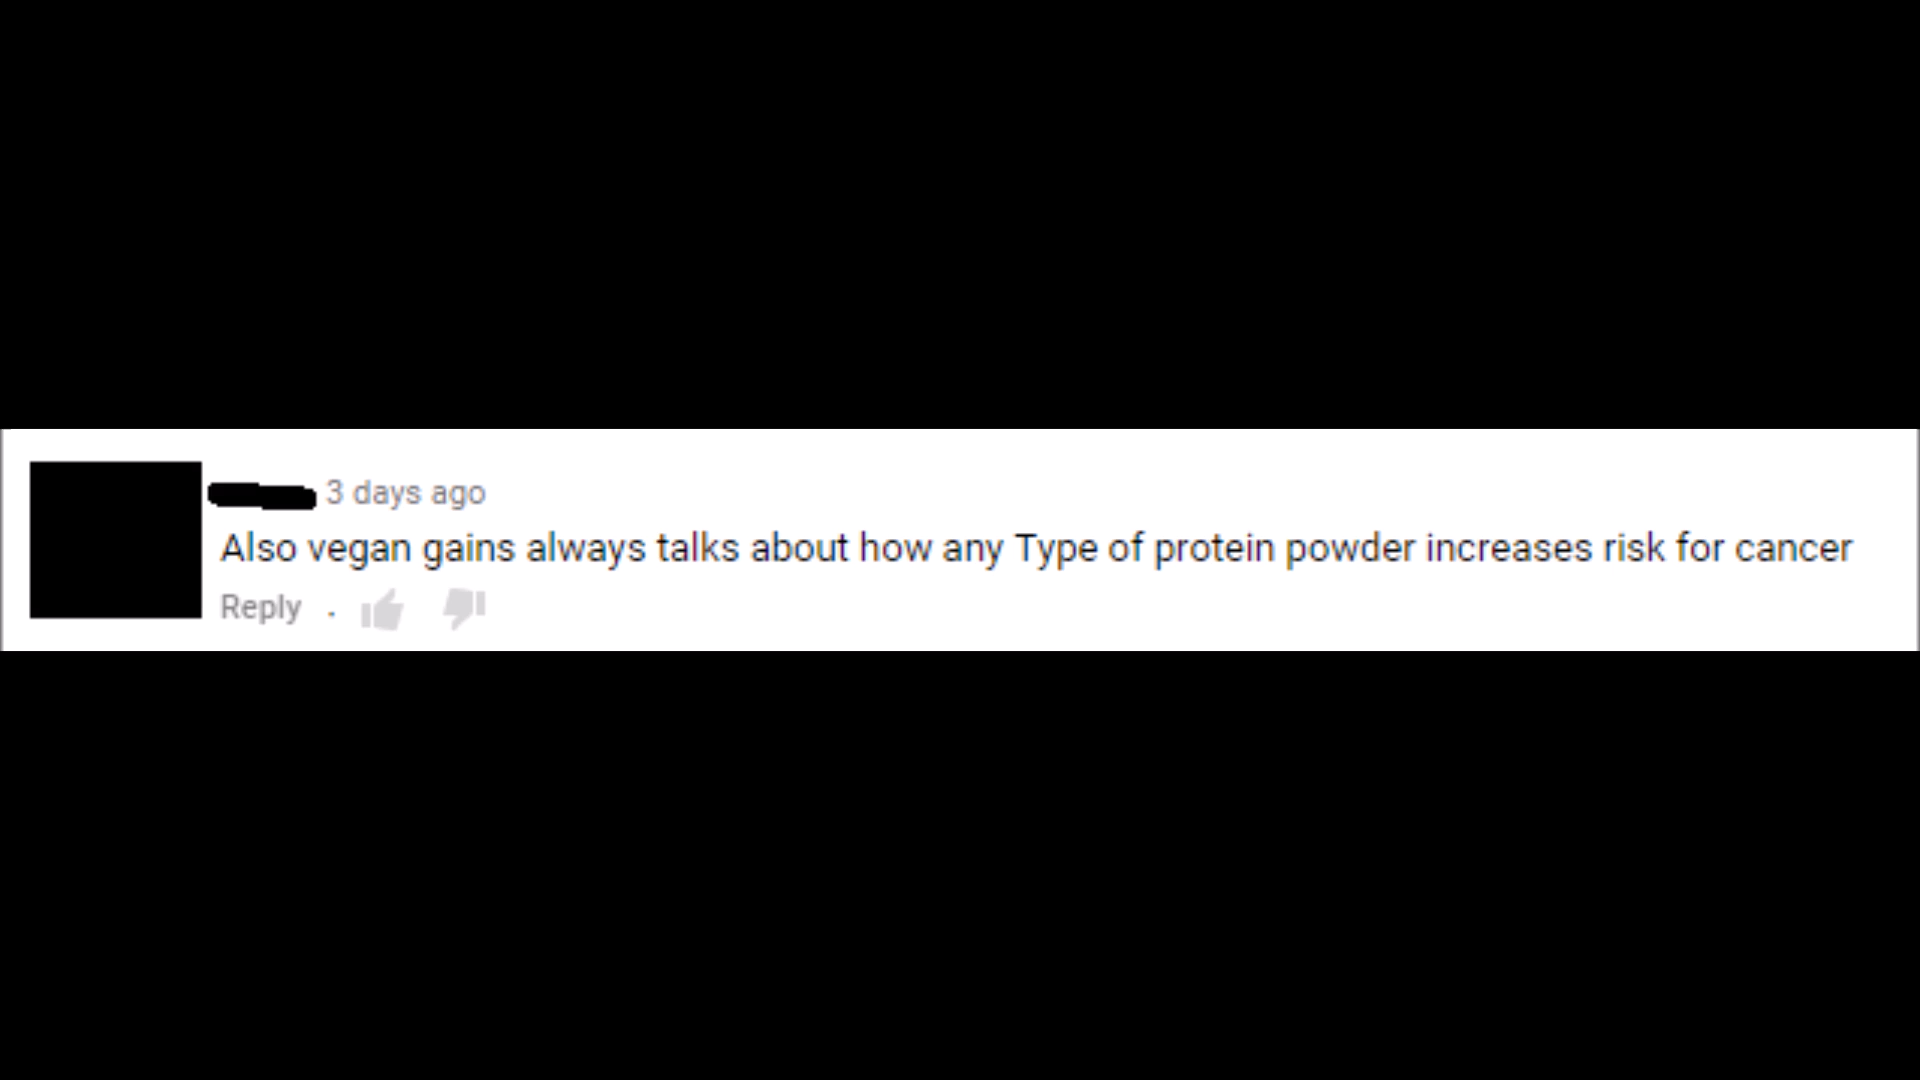 3 days ago
Also vegan gains always talks about how any Type of protein powder increases risk for cancer
Reply .